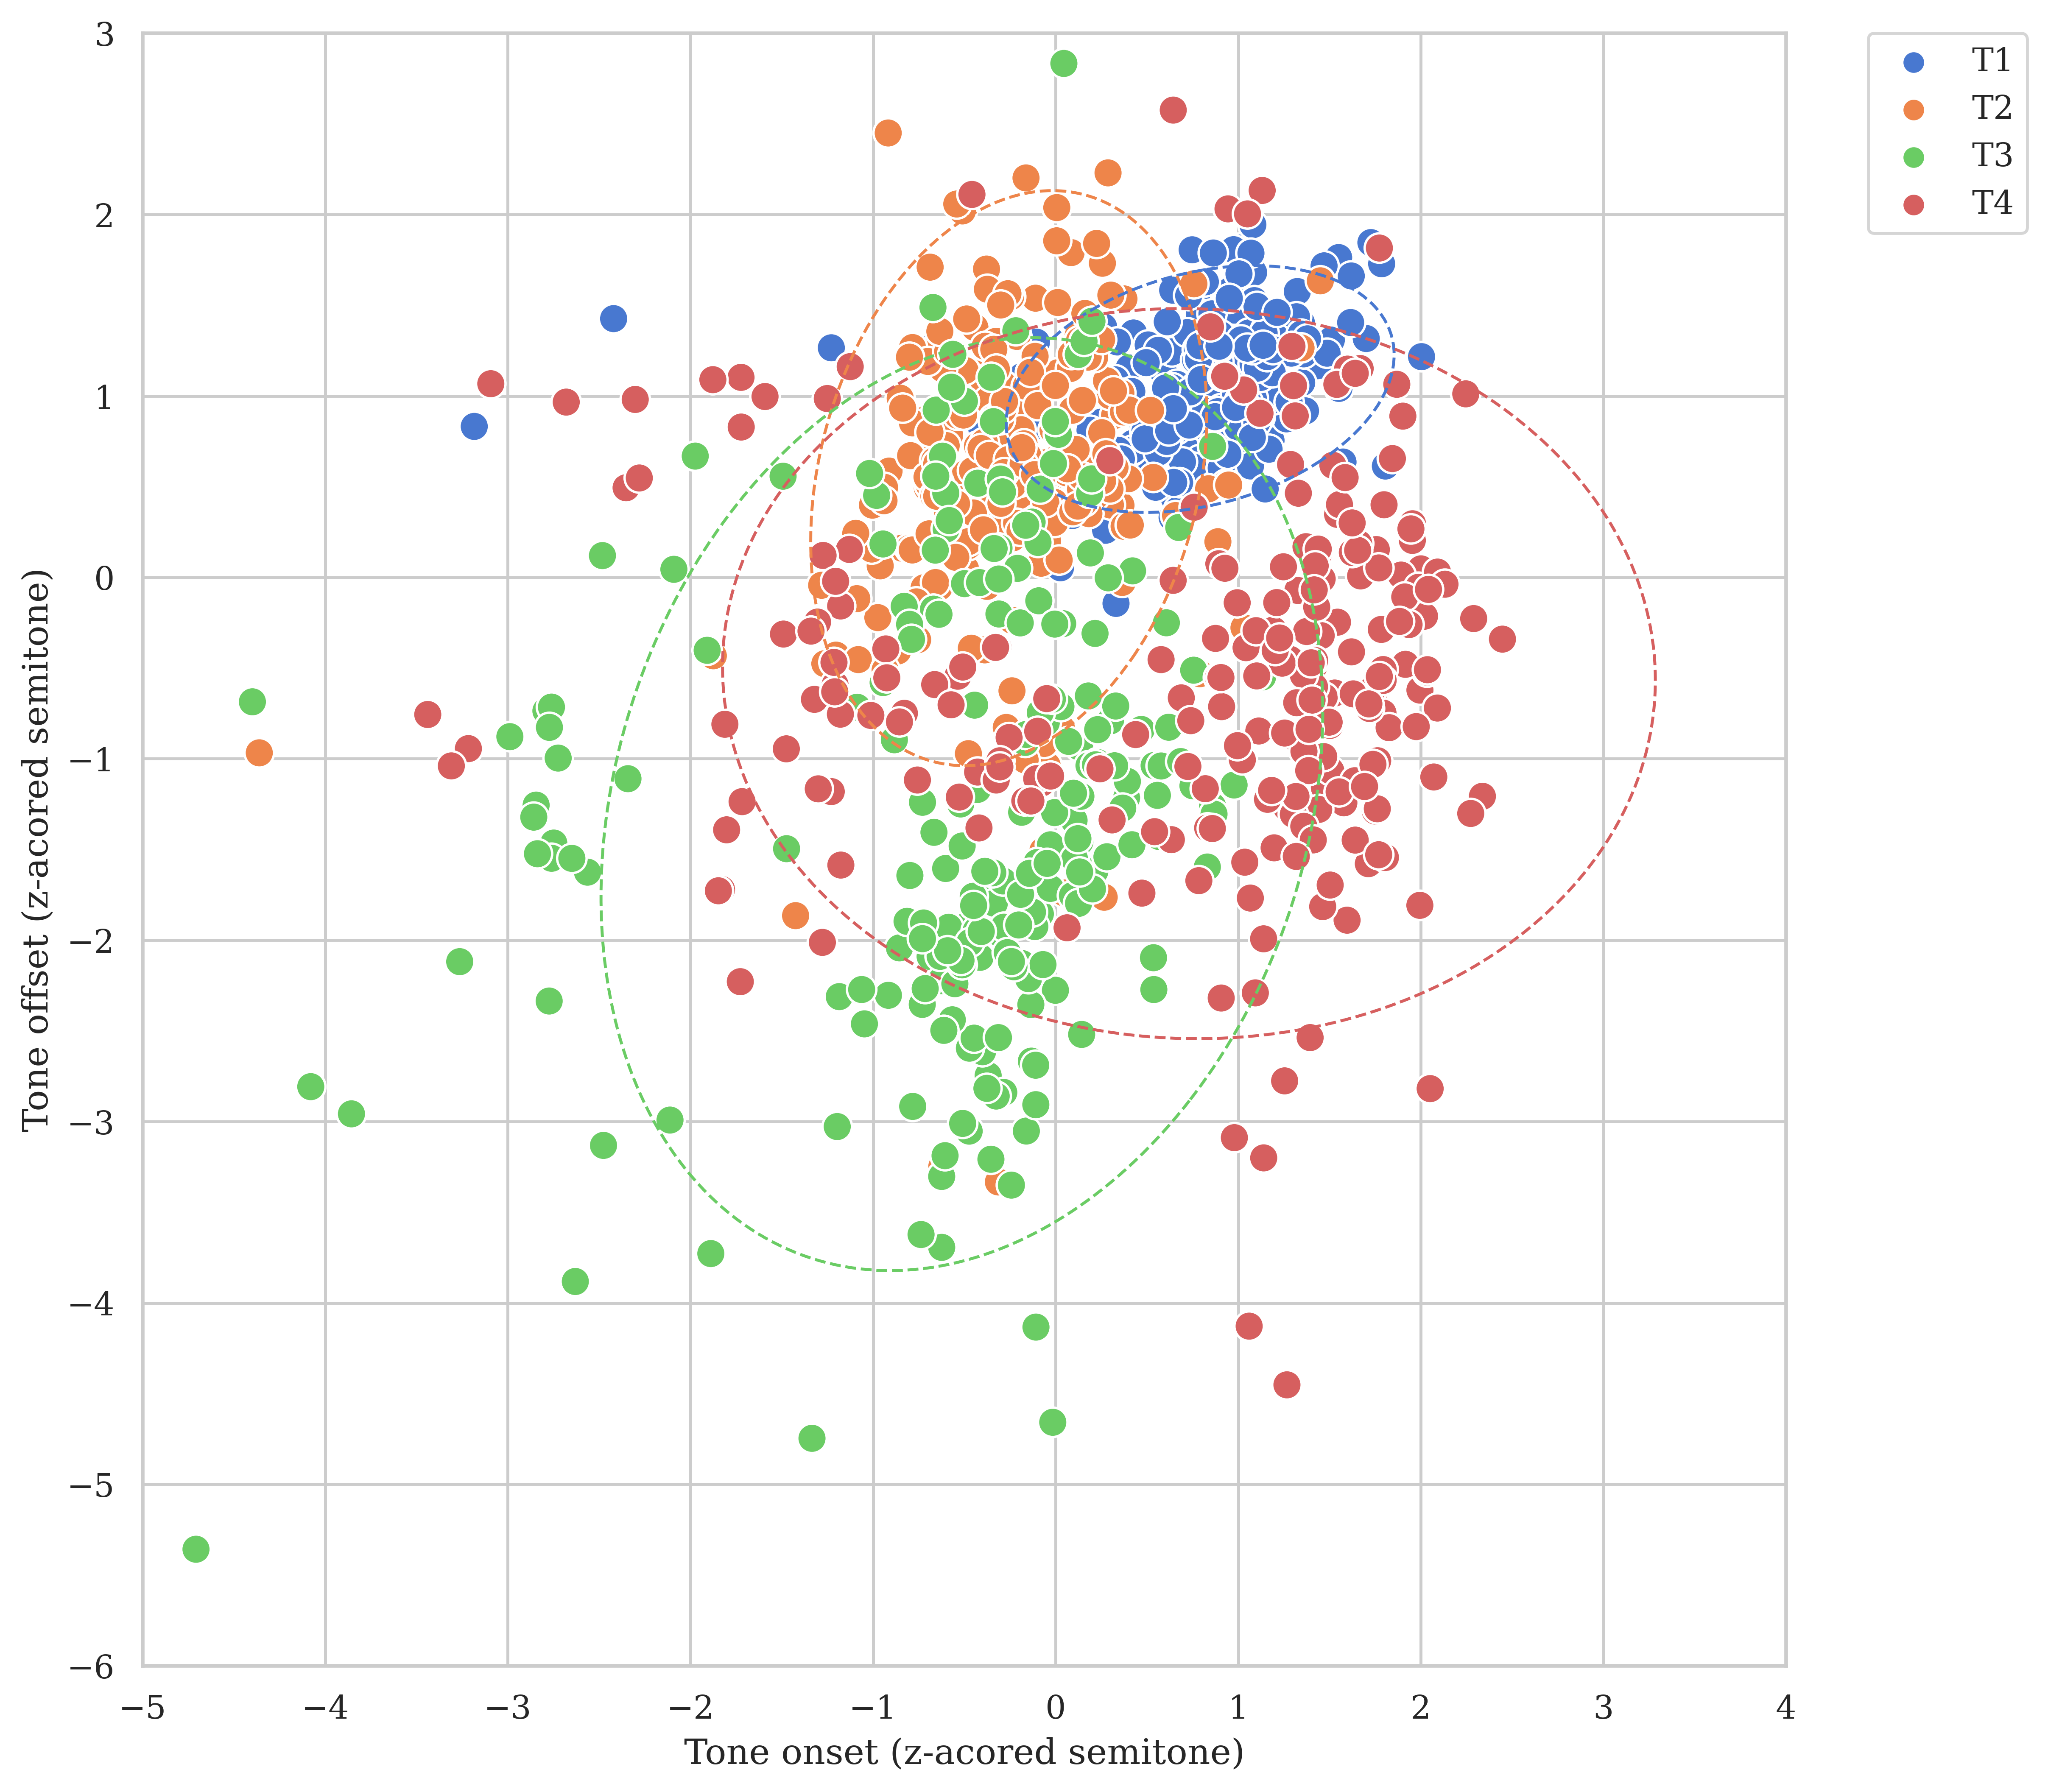 3
2
1
0
−1
−2
−3
−4
−5
−6
−5 −4 −3 −2 −1 0 1 2 3 4
Tone offset (z-acored semitone)
Tone onset (z-acored semitone)
T1
T2
T3
T4